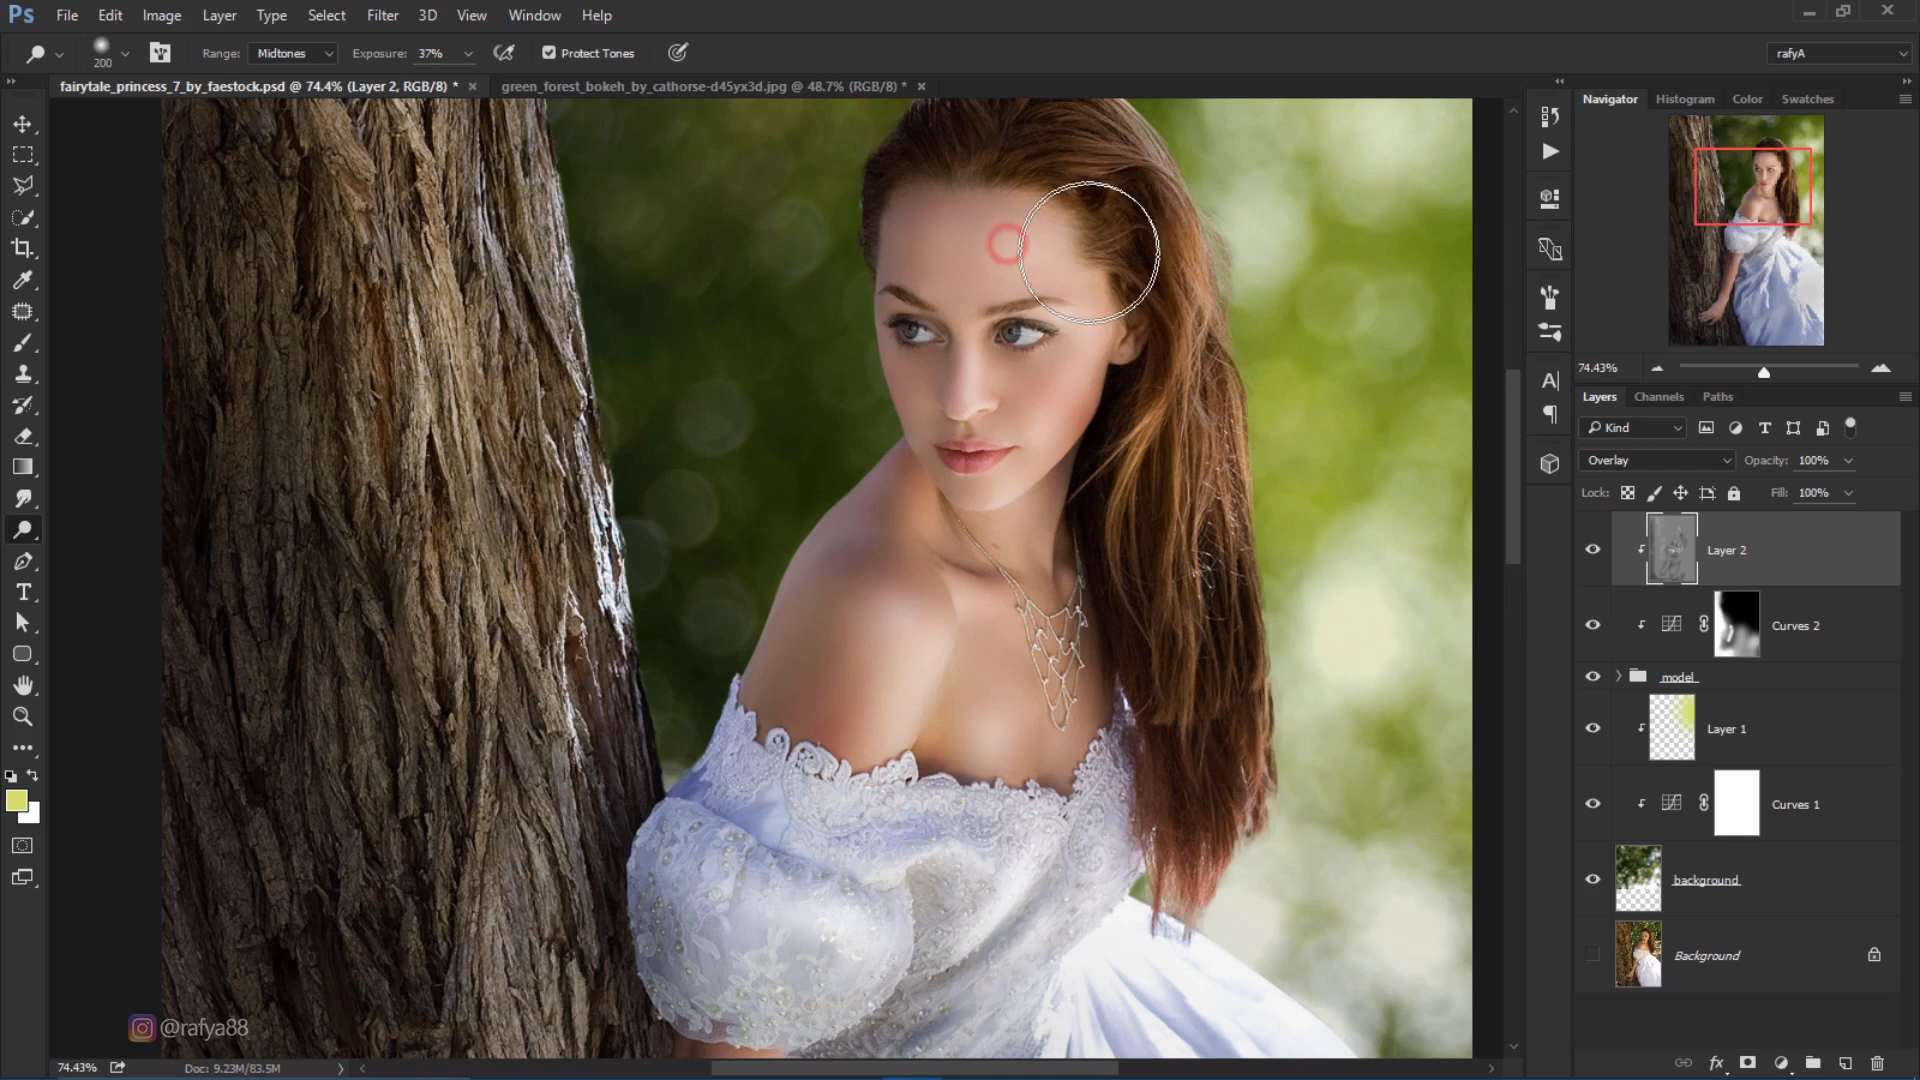 Ps File Edit Image Layer Type Select Filter 3D View Window Help
200 Range: Midtones Exposure: 37% Protect Tones rafyA
fairytale_princess_7_by_faestock.psd @ 74.4% (Layer 2, RGB/8) * × green_forest_bokeh_by_cathorse-d45yx3d.jpg @ 48.7% (RGB/8) * ×
Navigator Histogram Color Swatches
74.43%
Layers Channels Paths
Kind
Overlay Opacity: 100%
Lock: Fill: 100%
Layer 2
Curves 2
model
Layer 1
Curves 1
background
Background
@rafya88
74.43% Doc: 9.23M/83.5M